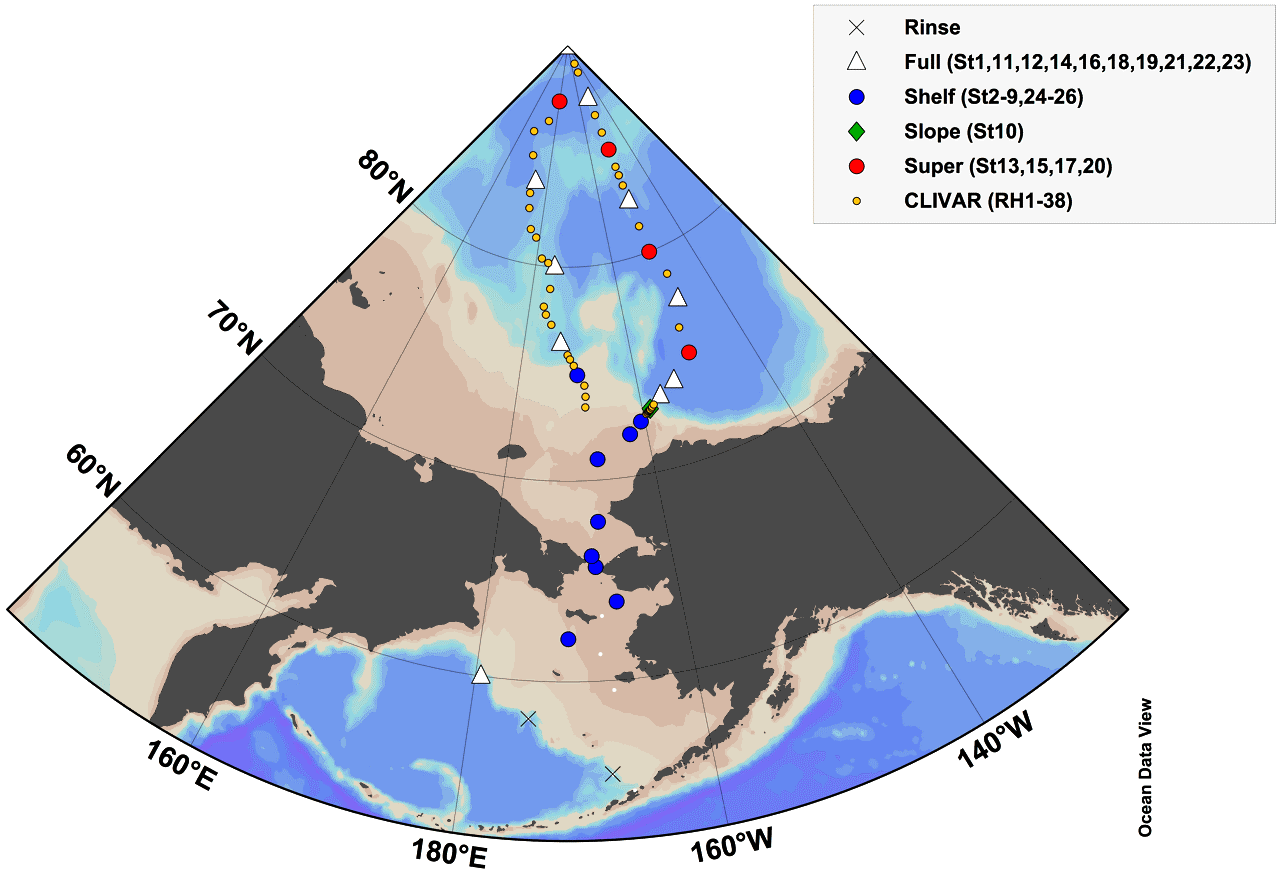 Rinse
Full (St1,11,12,14,16,18,19,21,22,23)
Shelf (St2-9,24-26)
Slope (St10)
Super (St13,15,17,20)
CLIVAR (RH1-38)
80°N
70°N
60°N
160°E
180°E
160°W
140°W
Ocean Data View